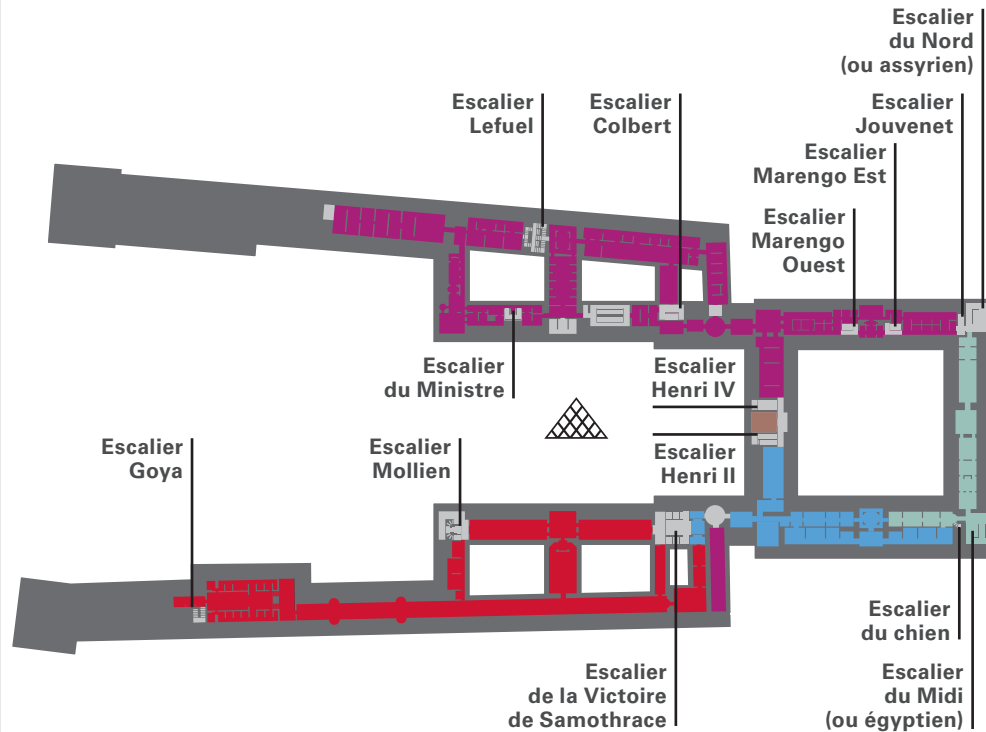 Escalier
du Nord
(ou assyrien)
Escalier
Lefuel
Escalier
Colbert
Escalier
Jouvenet
Escalier
Marengo Est
Escalier
Marengo
Ouest
Escalier
du Ministre
Escalier
Henri IV
Escalier
Goya
Escalier
Mollien
Escalier
Henri II
Escalier
du chien
Escalier
de la Victoire
de Samothrace
Escalier
du Midi
(ou égyptien)